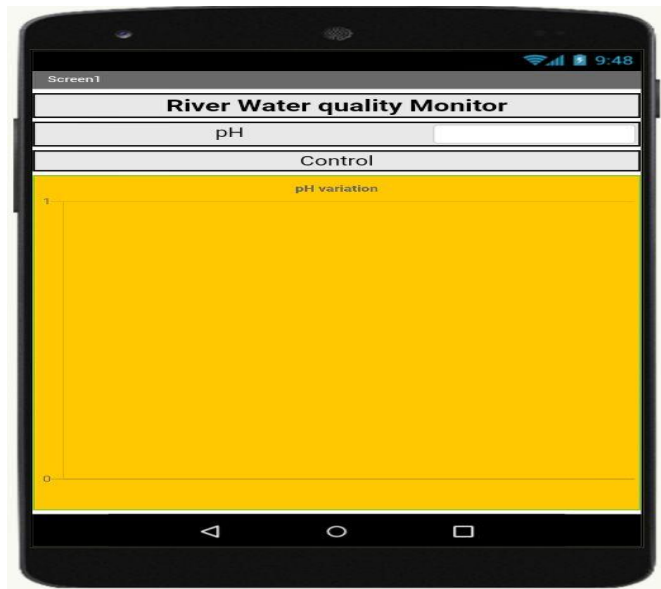 9:48
Screen1
River Water quality Monitor
pH
Control
pH variation
1
0